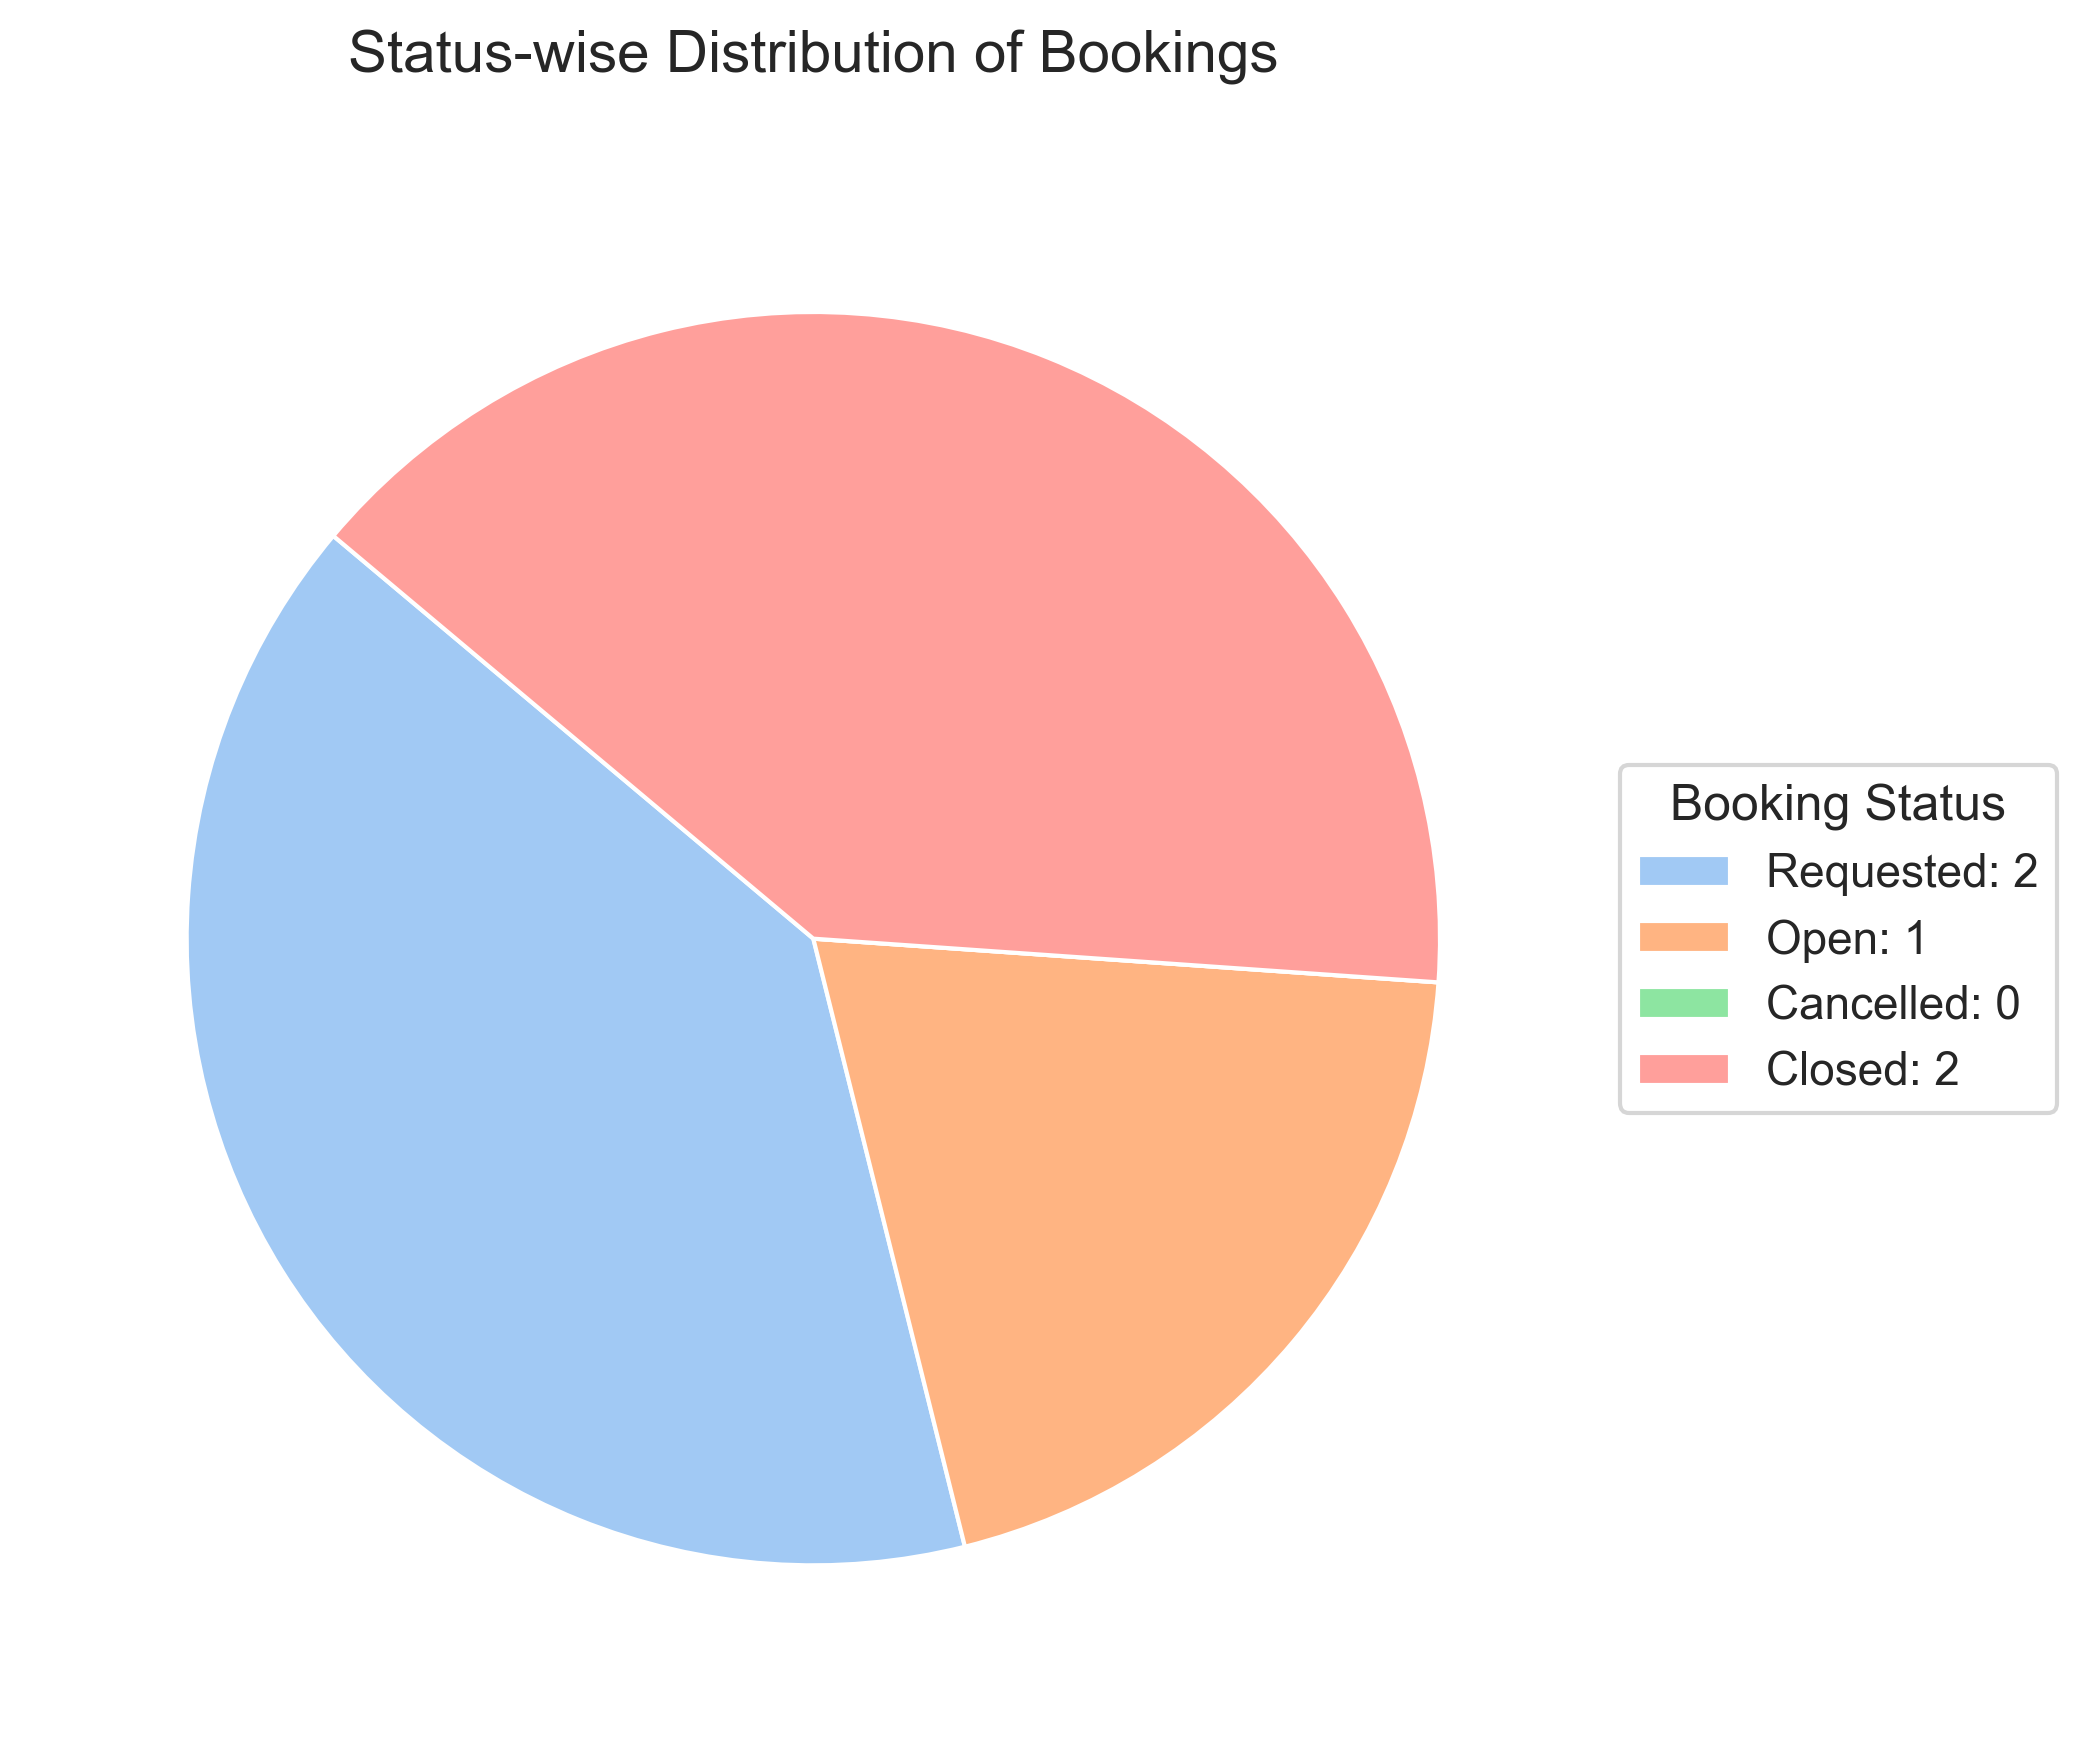 Status-wise Distribution of Bookings
Booking Status
Requested: 2
Open: 1
Cancelled: 0
Closed: 2